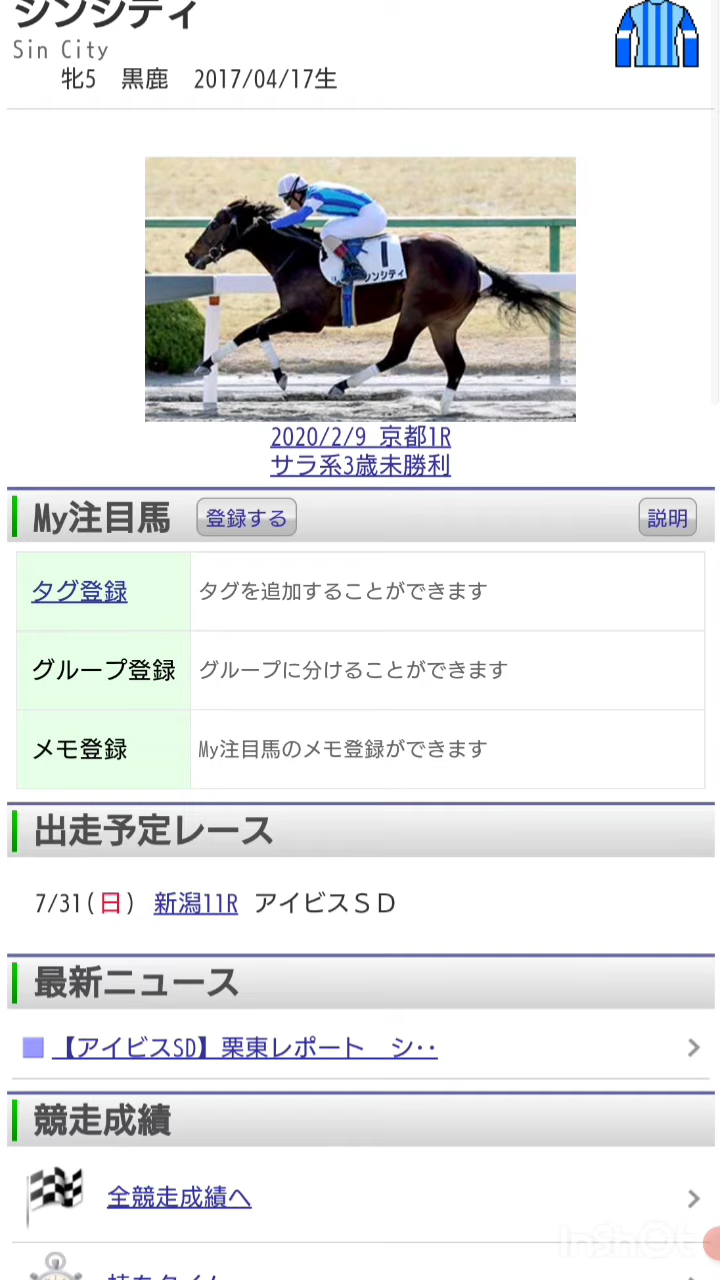 シンシティ
Sin City
牝5 黒鹿 2017/04/17生
1
シンシティ
2020/2/9 京都1R
サラ系3歳未勝利
My注目馬 登録する 説明
タグ登録 タグを追加することができます
グループ登録 グループに分けることができます
メモ登録 My注目馬のメモ登録ができます
出走予定レース
7/31(日) 新潟11R アイビスＳＤ
最新ニュース
【アイビスSD】栗東レポート シ‥
競走成績
全競走成績へ
InShOt